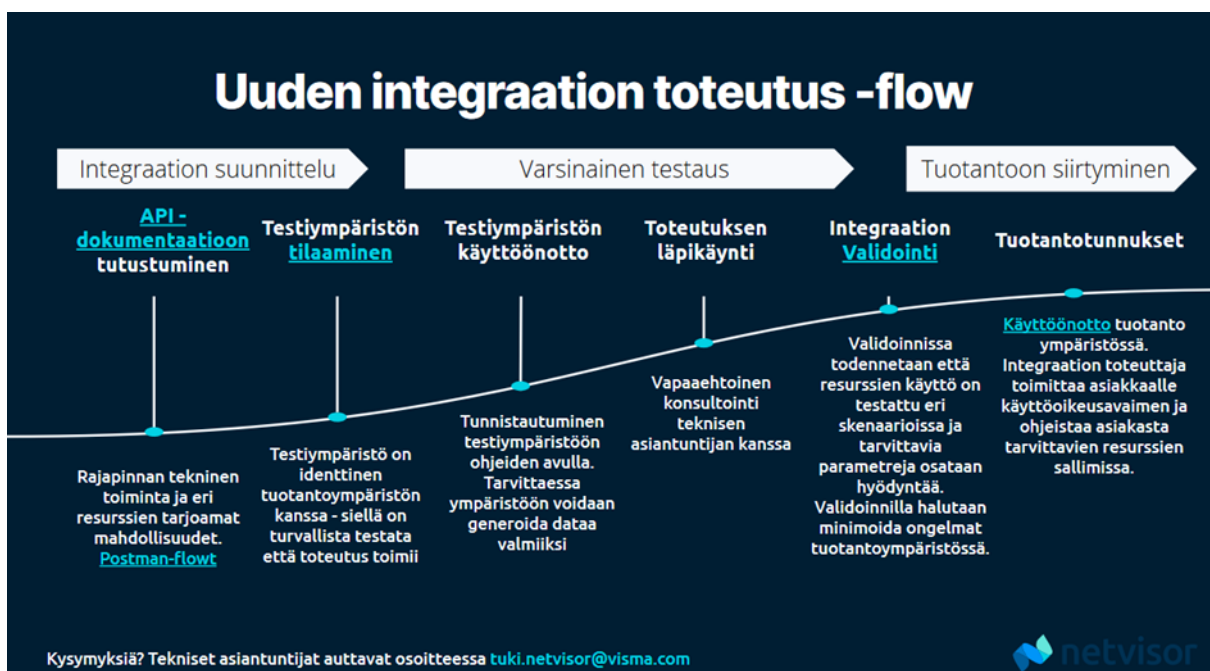 Uuden integraation toteutus -flow
Integraation suunnittelu
Varsinainen testaus
Tuotantoon siirtyminen
API -
dokumentaatioon
tutustuminen
Rajapinnan tekninen
toiminta ja eri
resurssien tarjoamat
mahdollisuudet.
Postman-flowt
Testiympäristön
tilaaminen
Testiympäristö on
identtinen
tuotantoympäristön
kanssa - siellä on
turvallista testata
että toteutus toimii
Testiympäristön
käyttöönotto
Tunnistautuminen
testiympäristöön
ohjeiden avulla.
Tarvittaessa
ympäristöön voidaan
generoida dataa
valmiiksi
Toteutuksen
läpikäynti
Vapaaehtoinen
konsultointi
teknisen
asiantuntijan kanssa
Integraation
Validointi
Validoinnissa
todennetaan että
resurssien käyttö on
testattu eri
skenaarioissa ja
tarvittavia
parametreja osataan
hyödyntää.
Validoinnilla halutaan
minimoida ongelmat
tuotantoympäristössä.
Tuotantotunnukset
Käyttöönotto tuotanto
ympäristössä.
Integraation toteuttaja
toimittaa asiakkaalle
käyttöoikeusavaimen ja
ohjeistaa asiakasta
tarvittavien resurssien
sallimissa.
Kysymyksiä? Tekniset asiantuntijat auttavat osoitteessa tuki.netvisor@visma.com
netvisor